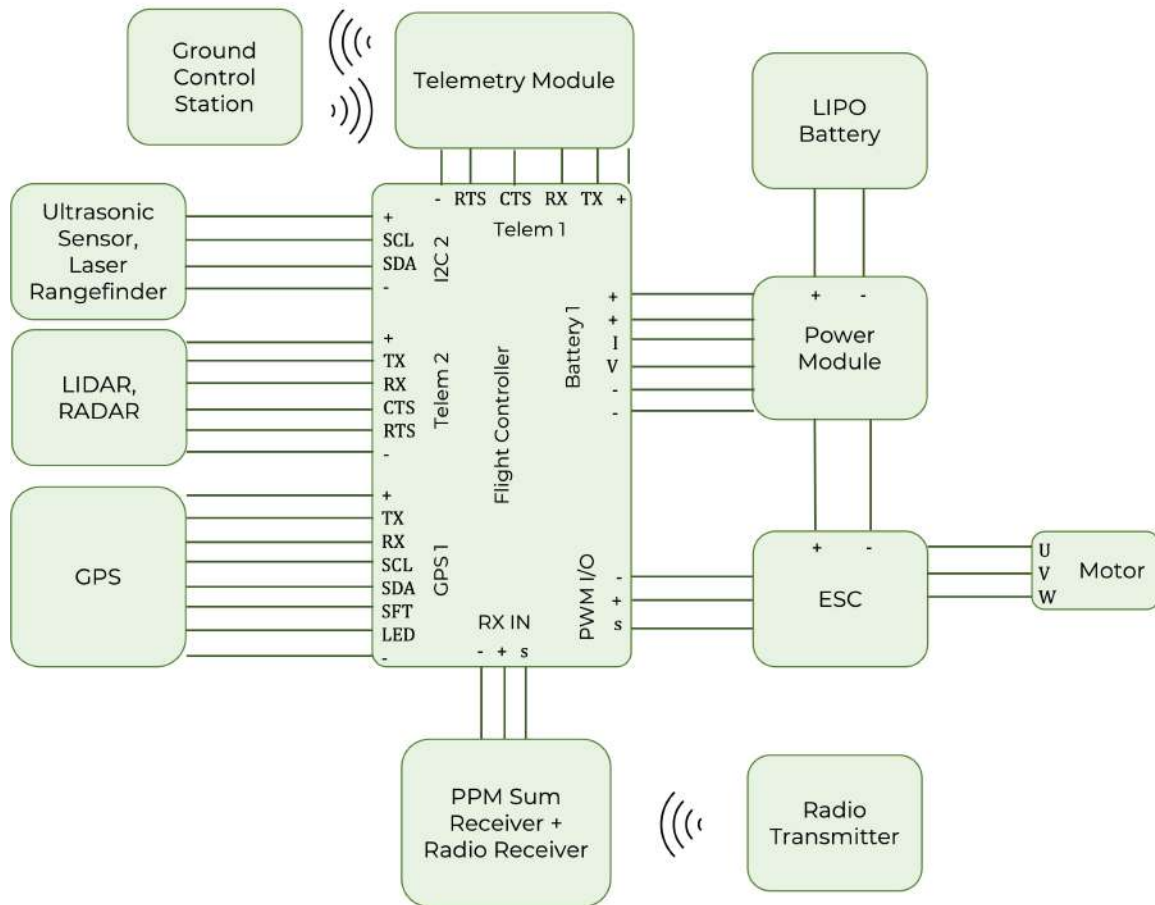 Ground
Control
Station
Telemetry Module
LIPO
Battery
- RTS CTS RX TX +
Telem 1
Ultrasonic
Sensor,
Laser
Rangefinder
+
SCL
SDA
-
I2C 2
LIDAR,
RADAR
+
TX
RX
CTS
RTS
-
Telem 2
GPS
+
TX
RX
SCL
SDA
SFT
LED
-
GPS 1
Flight Controller
Battery 1
+
+
I
V
-
-
+ -
Power
Module
PWM I/O
-
+
s
+ -
ESC
U
V
W
Motor
RX IN
- + s
PPM Sum
Receiver +
Radio Receiver
Radio
Transmitter